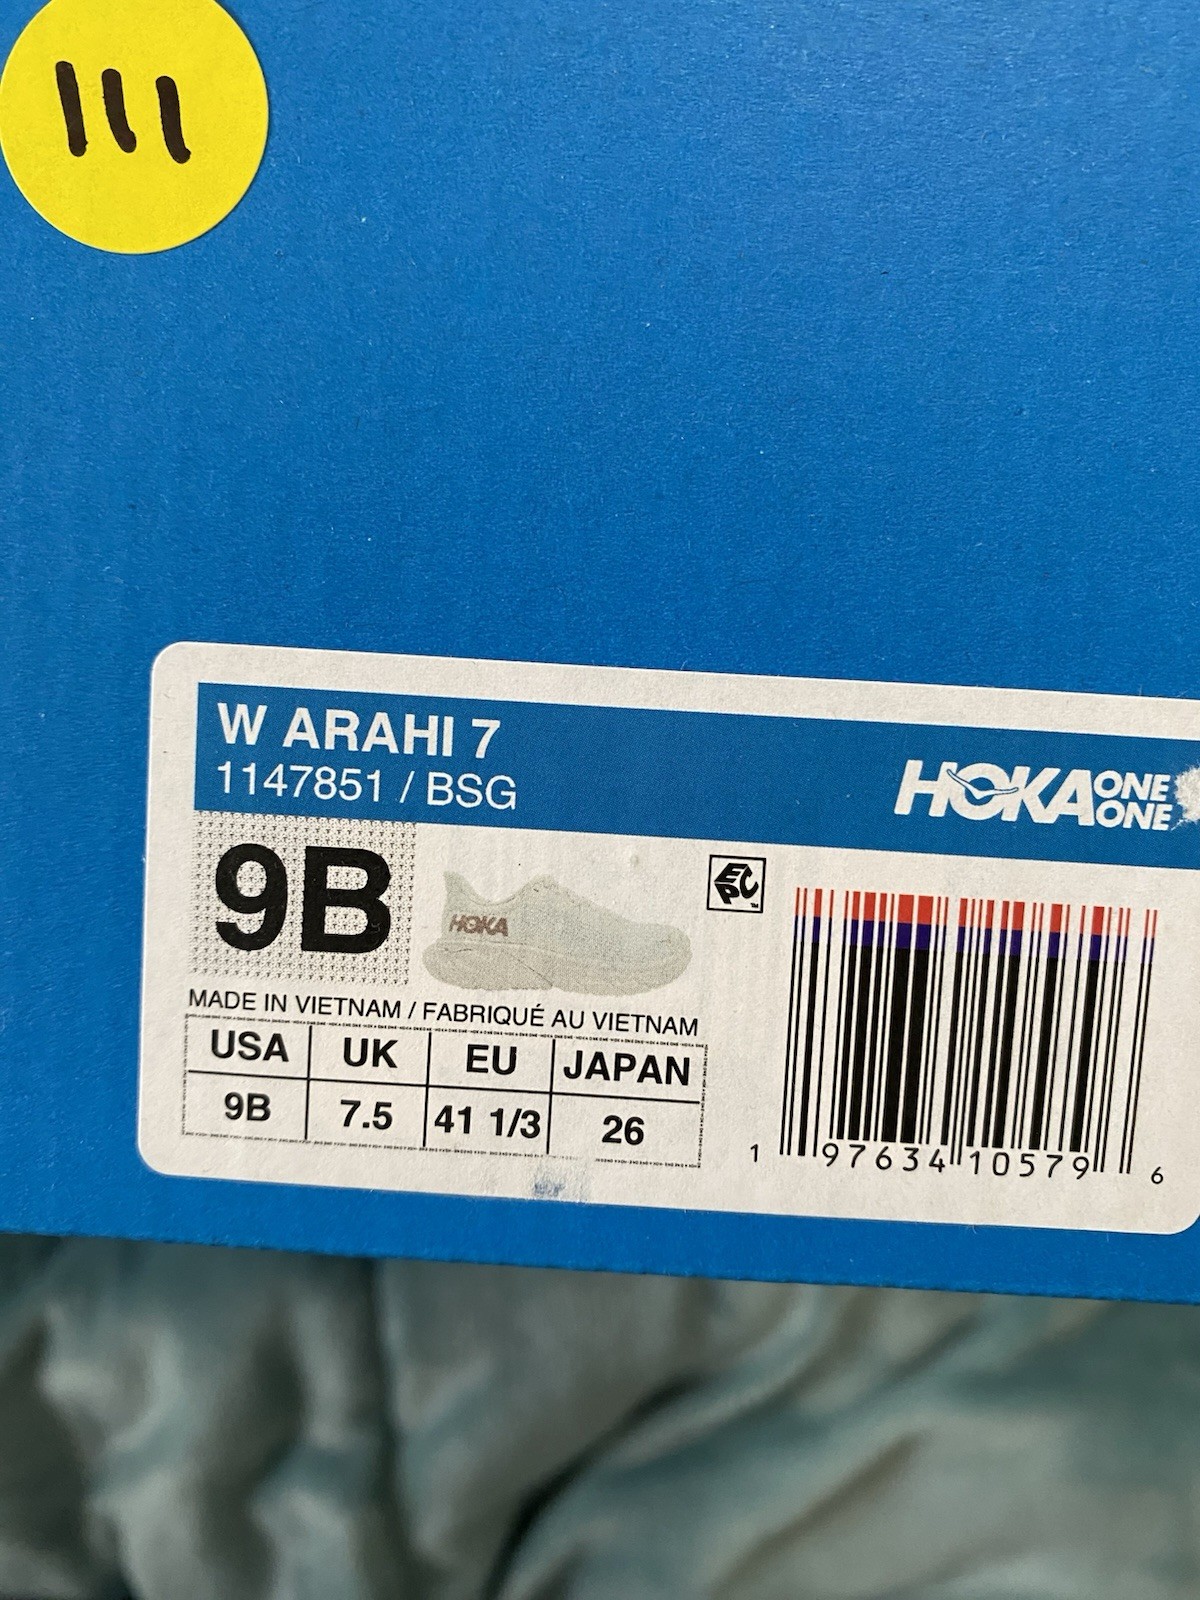 111
W ARAHI 7
1147851 / BSG
HOKA ONE ONE
9B
HOKA
EPC™
MADE IN VIETNAM / FABRIQUÉ AU VIETNAM
USA UK EU JAPAN
9B 7.5 41 1/3 26
1 97634 10579 6